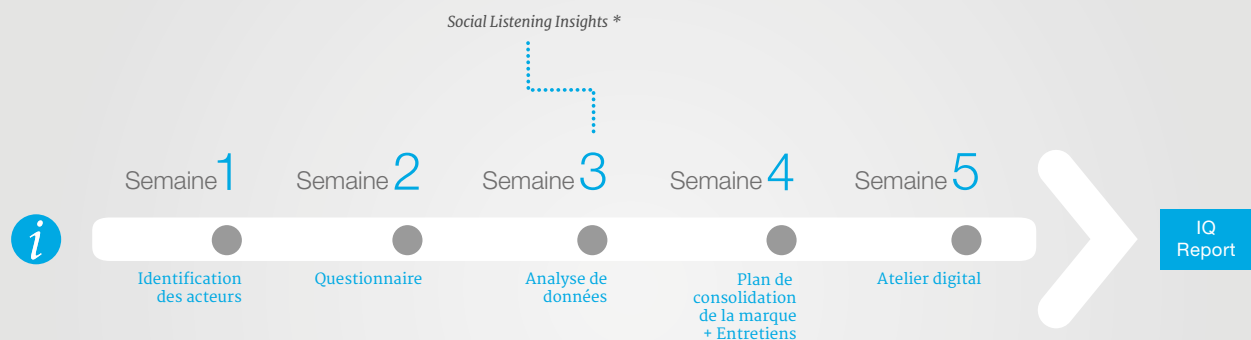 Social Listening Insights *
Semaine 1
Semaine 2
Semaine 3
Semaine 4
Semaine 5
i
IQ
Report
Identification
des acteurs
Questionnaire
Analyse de
données
Plan de
consolidation
de la marque
+ Entretiens
Atelier digital